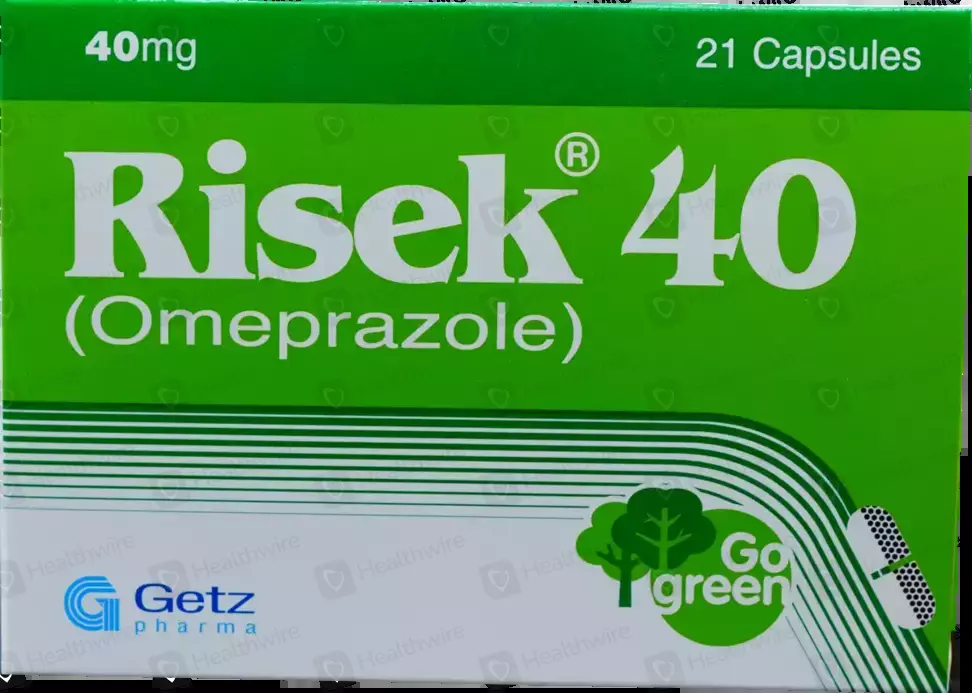 40mg 21 Capsules
Risek® 40
(Omeprazole)
Go
green
Getz
pharma
Healthwire